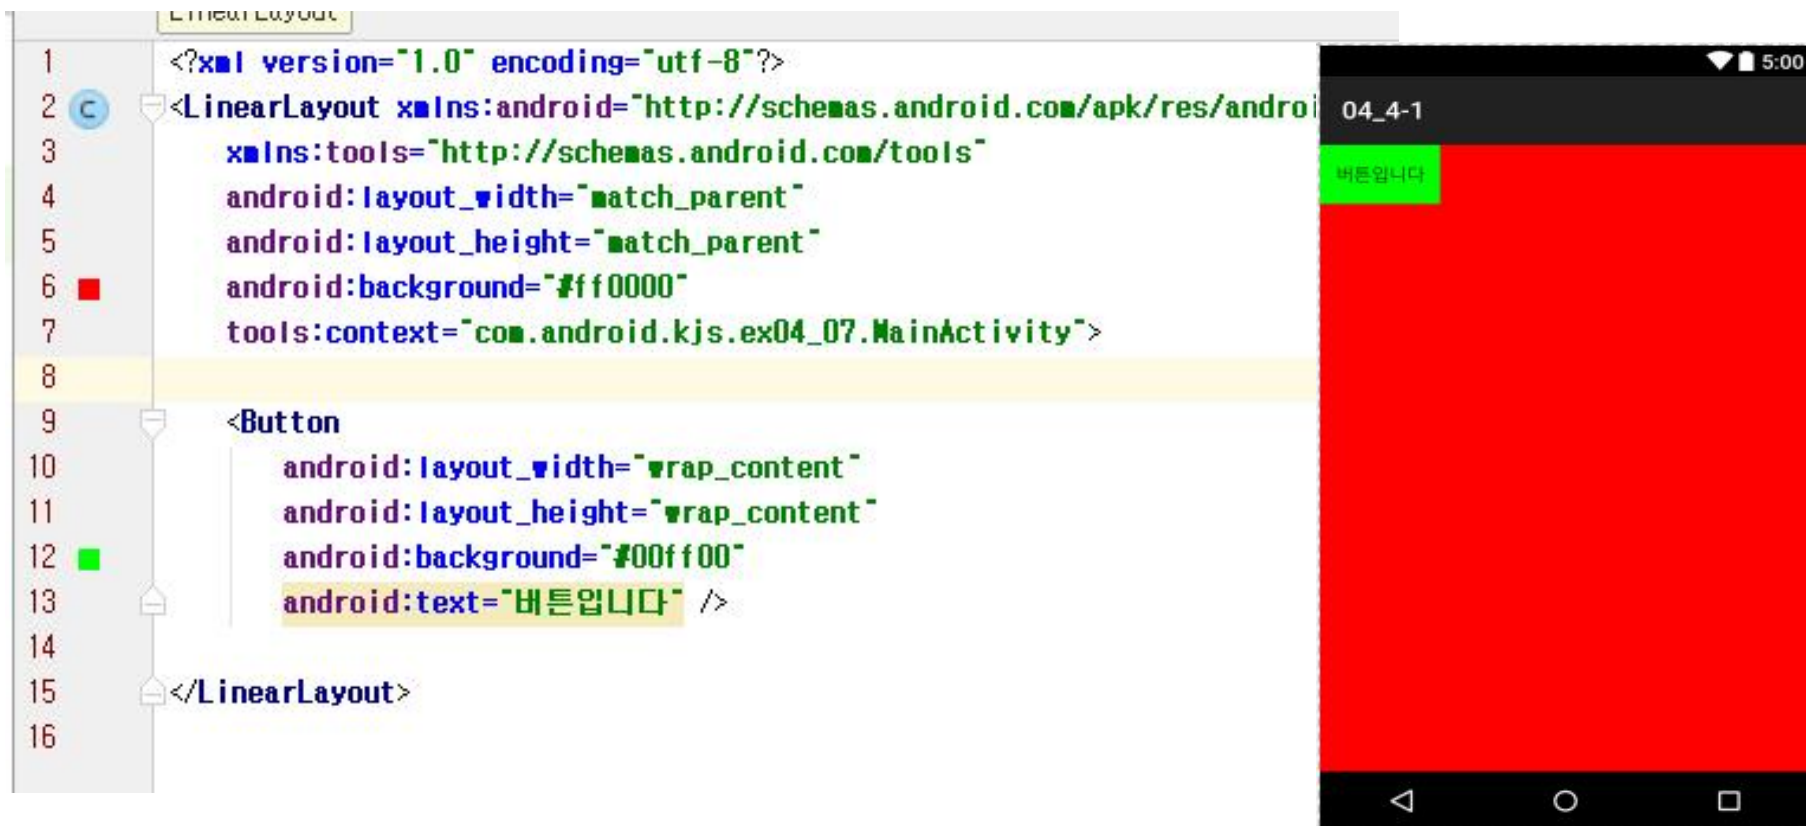 LinearLayout
1 <?xml version="1.0" encoding="utf-8"?>
2 C <LinearLayout xmlns:android="http://schemas.android.com/apk/res/androi
3 xmlns:tools="http://schemas.android.com/tools"
4 android:layout_width="match_parent"
5 android:layout_height="match_parent"
6 android:background="#ff0000"
7 tools:context="com.android.kjs.ex04_07.MainActivity">
8
9 <Button
10 android:layout_width="wrap_content"
11 android:layout_height="wrap_content"
12 android:background="#00ff00"
13 android:text="버튼입니다" />
14
15 </LinearLayout>
16
5:00
04_4-1
버튼입니다